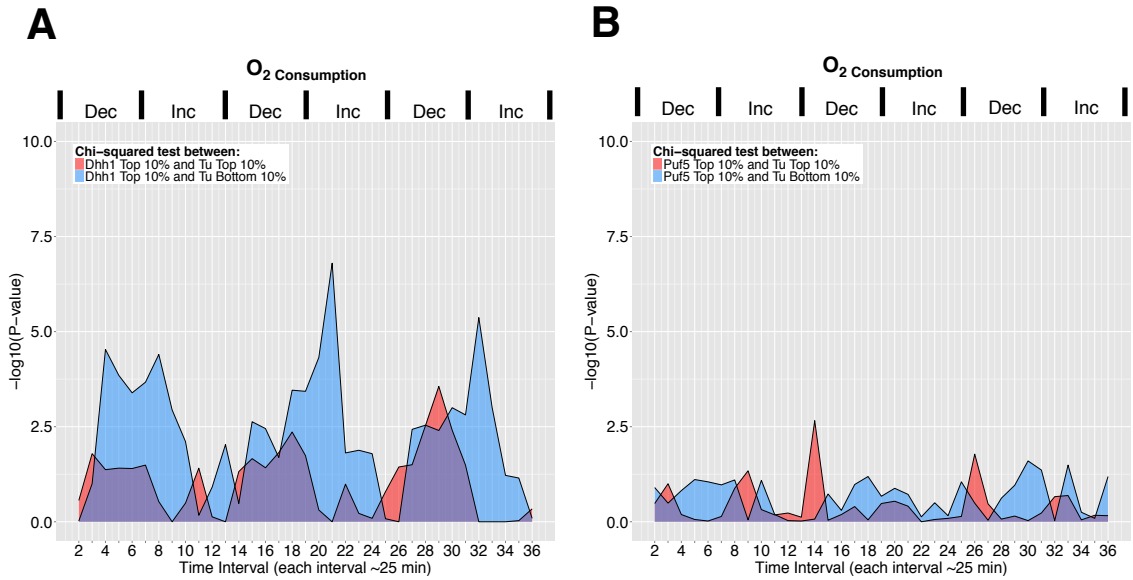 A
O2 Consumption
Dec Inc Dec Inc Dec Inc
Chi−squared test between:
Dhh1 Top 10% and Tu Top 10%
Dhh1 Top 10% and Tu Bottom 10%
10.0
7.5
5.0
2.5
0.0
−log10(P−value)
2 4 6 8 10 12 14 16 18 20 22 24 26 28 30 32 34 36
Time Interval (each interval ~25 min)
B
O2 Consumption
Dec Inc Dec Inc Dec Inc
Chi−squared test between:
Puf5 Top 10% and Tu Top 10%
Puf5 Top 10% and Tu Bottom 10%
10.0
7.5
5.0
2.5
0.0
−log10(P−value)
2 4 6 8 10 12 14 16 18 20 22 24 26 28 30 32 34 36
Time Interval (each interval ~25 min)